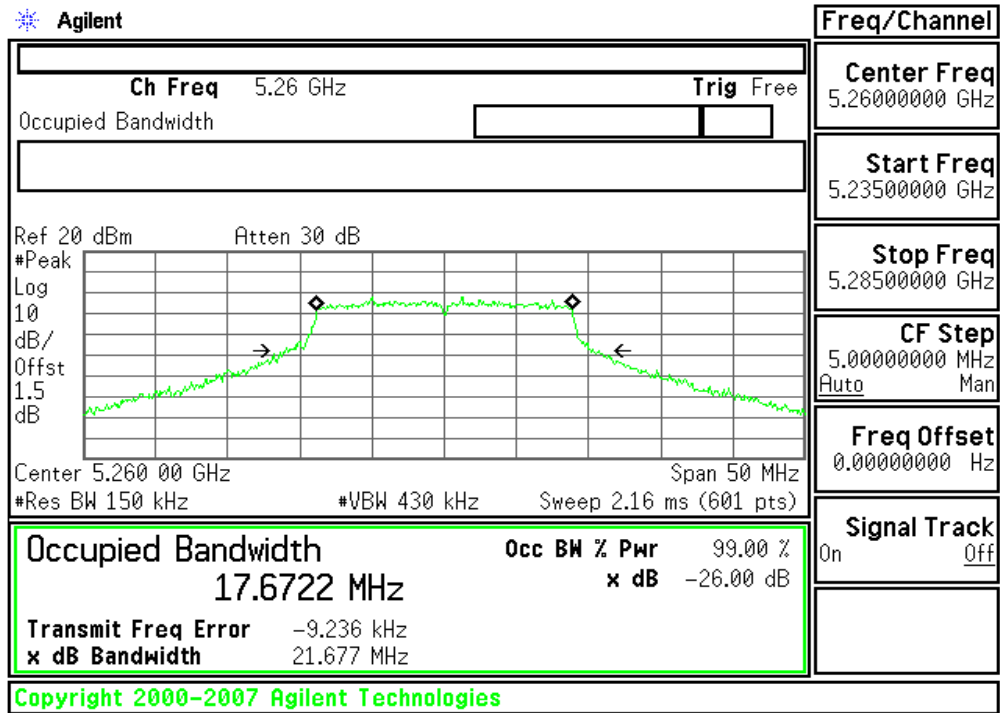 Agilent
Freq/Channel
Ch Freq 5.26 GHz Trig Free
Occupied Bandwidth
Center Freq
5.26000000 GHz
Start Freq
5.23500000 GHz
Stop Freq
5.28500000 GHz
CF Step
5.00000000 MHz
Auto Man
Freq Offset
0.00000000 Hz
Signal Track
On Off
Ref 20 dBm Atten 30 dB
#Peak
Log
10
dB/
Offst
1.5
dB
Center 5.260 00 GHz Span 50 MHz
#Res BW 150 kHz #VBW 430 kHz Sweep 2.16 ms (601 pts)
Occupied Bandwidth
17.6722 MHz
Occ BW % Pwr 99.00 %
x dB -26.00 dB
Transmit Freq Error -9.236 kHz
x dB Bandwidth 21.677 MHz
Copyright 2000-2007 Agilent Technologies